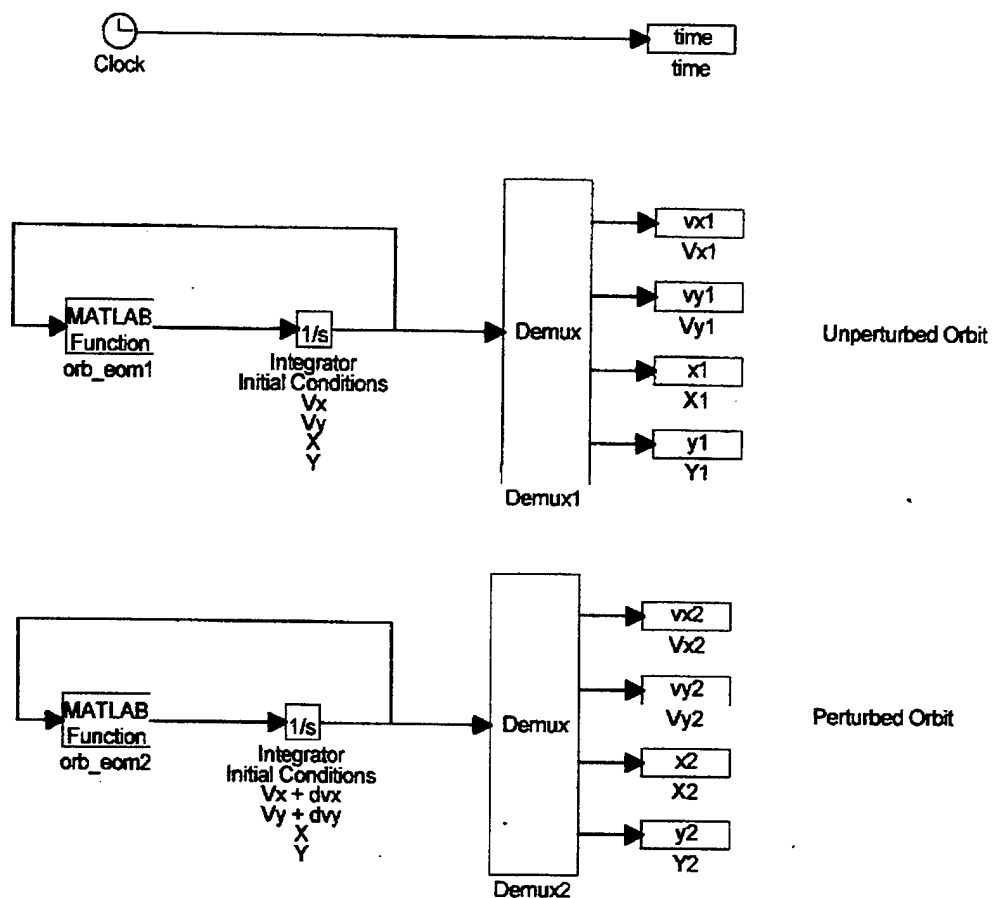 time
Clock
time
vx1
Vx1
MATLAB
Function
orb_eom1
1/s
Integrator
Initial Conditions
Vx
Vy
X
Y
Demux
Demux1
vy1
Vy1
x1
X1
y1
Y1
Unperturbed Orbit
MATLAB
Function
orb_eom2
1/s
Integrator
Initial Conditions
Vx + dvx
Vy + dvy
X
Y
Demux
Demux2
vx2
Vx2
vy2
Vy2
x2
X2
y2
Y2
Perturbed Orbit